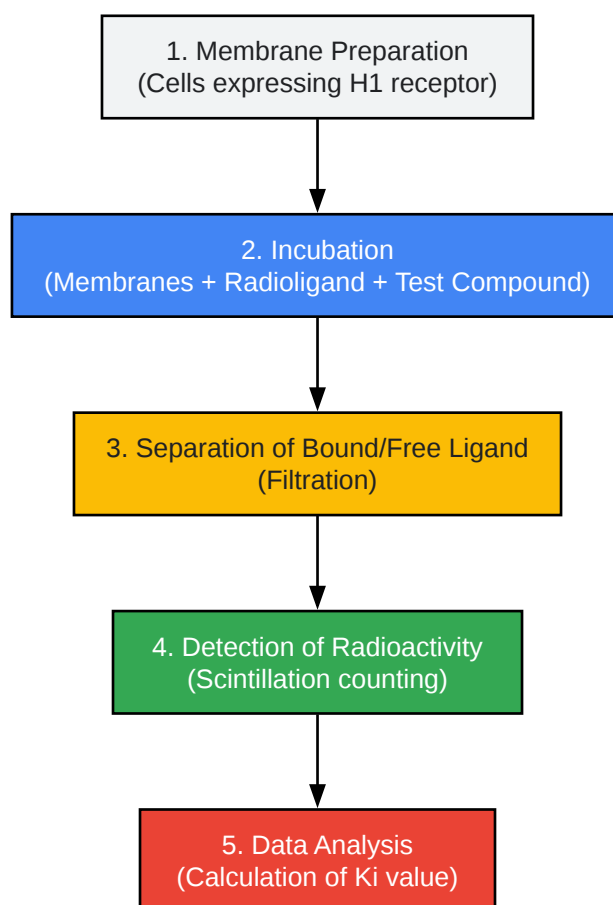 1. Membrane Preparation
(Cells expressing H1 receptor)
2. Incubation
(Membranes + Radioligand + Test Compound)
3. Separation of Bound/Free Ligand
(Filtration)
4. Detection of Radioactivity
(Scintillation counting)
5. Data Analysis
(Calculation of Ki value)